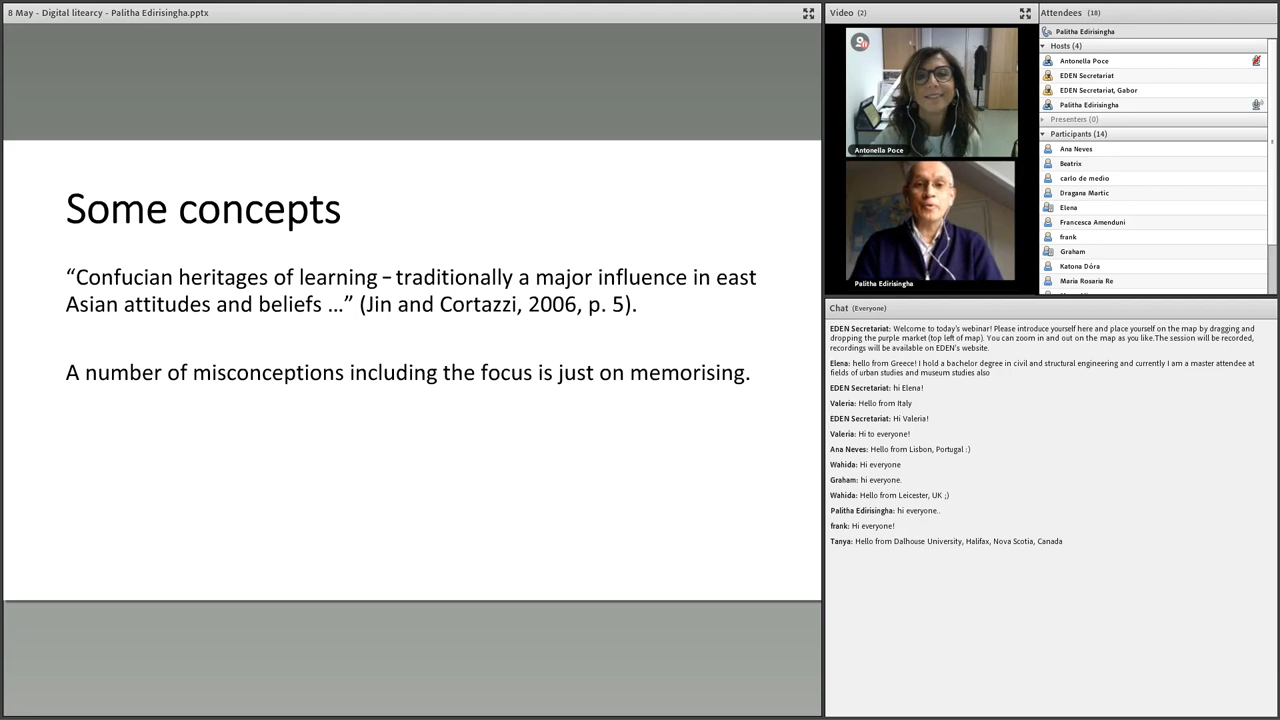 8 May - Digital litearcy - Palitha Edirisingha.pptx
Some concepts
“Confucian heritages of learning – traditionally a major influence in east
Asian attitudes and beliefs …” (Jin and Cortazzi, 2006, p. 5).
A number of misconceptions including the focus is just on memorising.
Video (2)
Antonella Poce
Palitha Edirisingha
Attendees (18)
Palitha Edirisingha
Hosts (4)
Antonella Poce
EDEN Secretariat
EDEN Secretariat, Gabor
Palitha Edirisingha
Presenters (0)
Participants (14)
Ana Neves
Beatrix
carlo de medio
Dragana Martic
Elena
Francesca Amenduni
frank
Graham
Katona Dóra
Maria Rosaria Re
Chat (Everyone)
EDEN Secretariat: Welcome to today's webinar! Please introduce yourself here and place yourself on the map by dragging and
dropping the purple market (top left of map). You can zoom in and out on the map as you like.The session will be recorded,
recordings will be available on EDEN's website.
Elena: hello from Greece! I hold a bachelor degree in civil and structural engineering and currently I am a master attendee at
fields of urban studies and museum studies also
EDEN Secretariat: hi Elena!
Valeria: Hello from Italy
EDEN Secretariat: Hi Valeria!
Valeria: Hi to everyone!
Ana Neves: Hello from Lisbon, Portugal :)
Wahida: Hi everyone
Graham: hi everyone.
Wahida: Hello from Leicester, UK ;)
Palitha Edirisingha: hi everyone..
frank: Hi everyone!
Tanya: Hello from Dalhouse University, Halifax, Nova Scotia, Canada